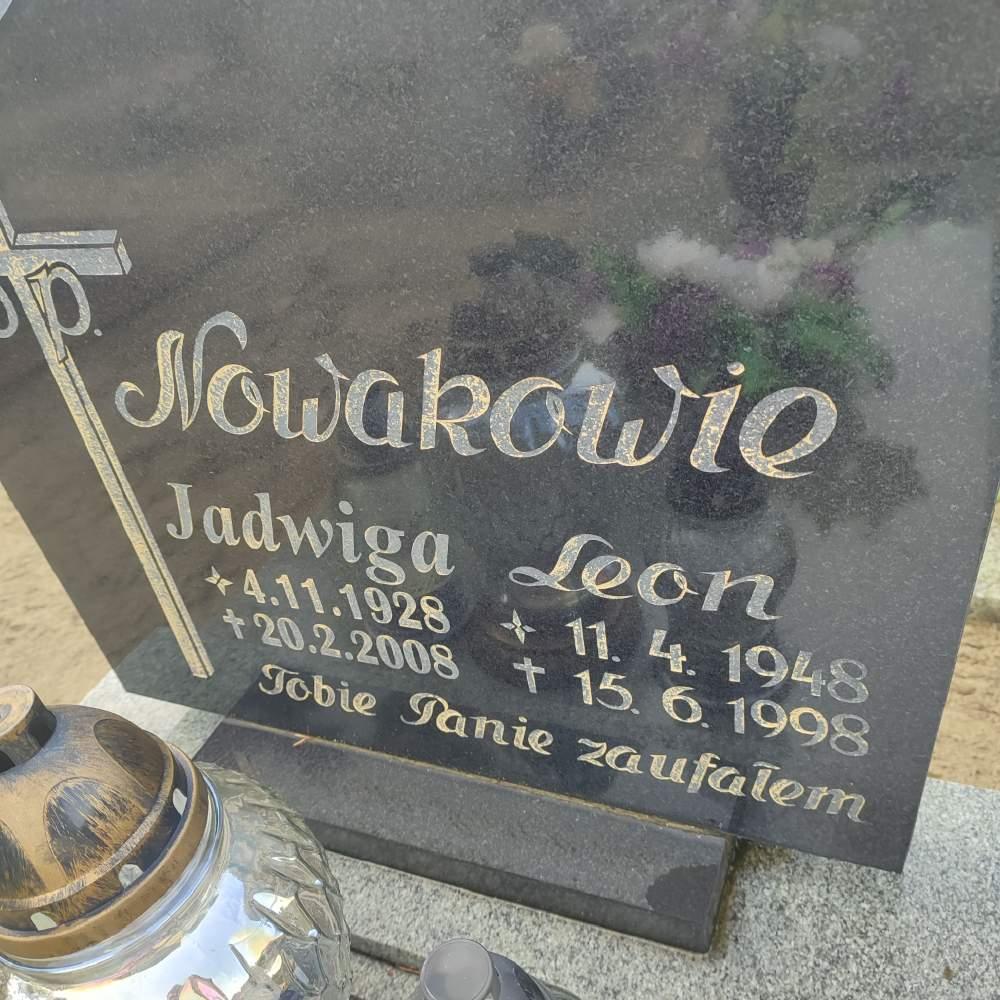 p.
Nowakowie
Jadwiga
4.11.1928
20.2.2008
Leon
11. 4. 1948
15. 6. 1998
Tobie Panie zaufałem